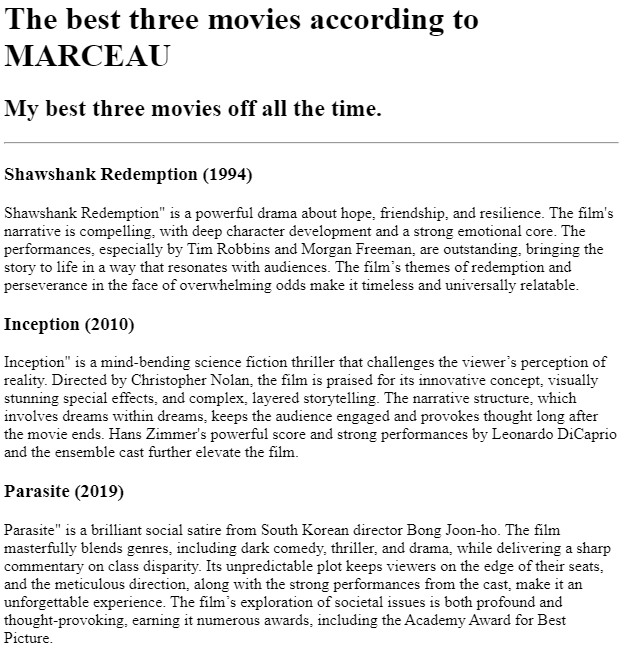 The best three movies according to
MARCEAU
My best three movies off all the time.
Shawshank Redemption (1994)
Shawshank Redemption" is a powerful drama about hope, friendship, and resilience. The film's
narrative is compelling, with deep character development and a strong emotional core. The
performances, especially by Tim Robbins and Morgan Freeman, are outstanding, bringing the
story to life in a way that resonates with audiences. The film’s themes of redemption and
perseverance in the face of overwhelming odds make it timeless and universally relatable.
Inception (2010)
Inception" is a mind-bending science fiction thriller that challenges the viewer’s perception of
reality. Directed by Christopher Nolan, the film is praised for its innovative concept, visually
stunning special effects, and complex, layered storytelling. The narrative structure, which
involves dreams within dreams, keeps the audience engaged and provokes thought long after
the movie ends. Hans Zimmer's powerful score and strong performances by Leonardo DiCaprio
and the ensemble cast further elevate the film.
Parasite (2019)
Parasite" is a brilliant social satire from South Korean director Bong Joon-ho. The film
masterfully blends genres, including dark comedy, thriller, and drama, while delivering a sharp
commentary on class disparity. Its unpredictable plot keeps viewers on the edge of their seats,
and the meticulous direction, along with the strong performances from the cast, make it an
unforgettable experience. The film’s exploration of societal issues is both profound and
thought-provoking, earning it numerous awards, including the Academy Award for Best
Picture.